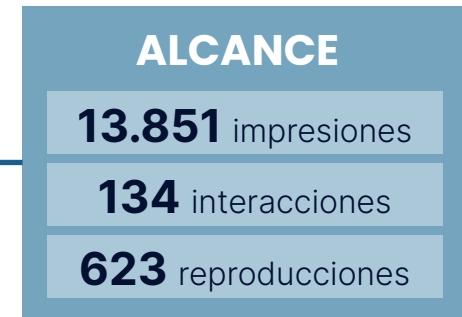 ALCANCE
13.851 impresiones
134 interacciones
623 reproducciones